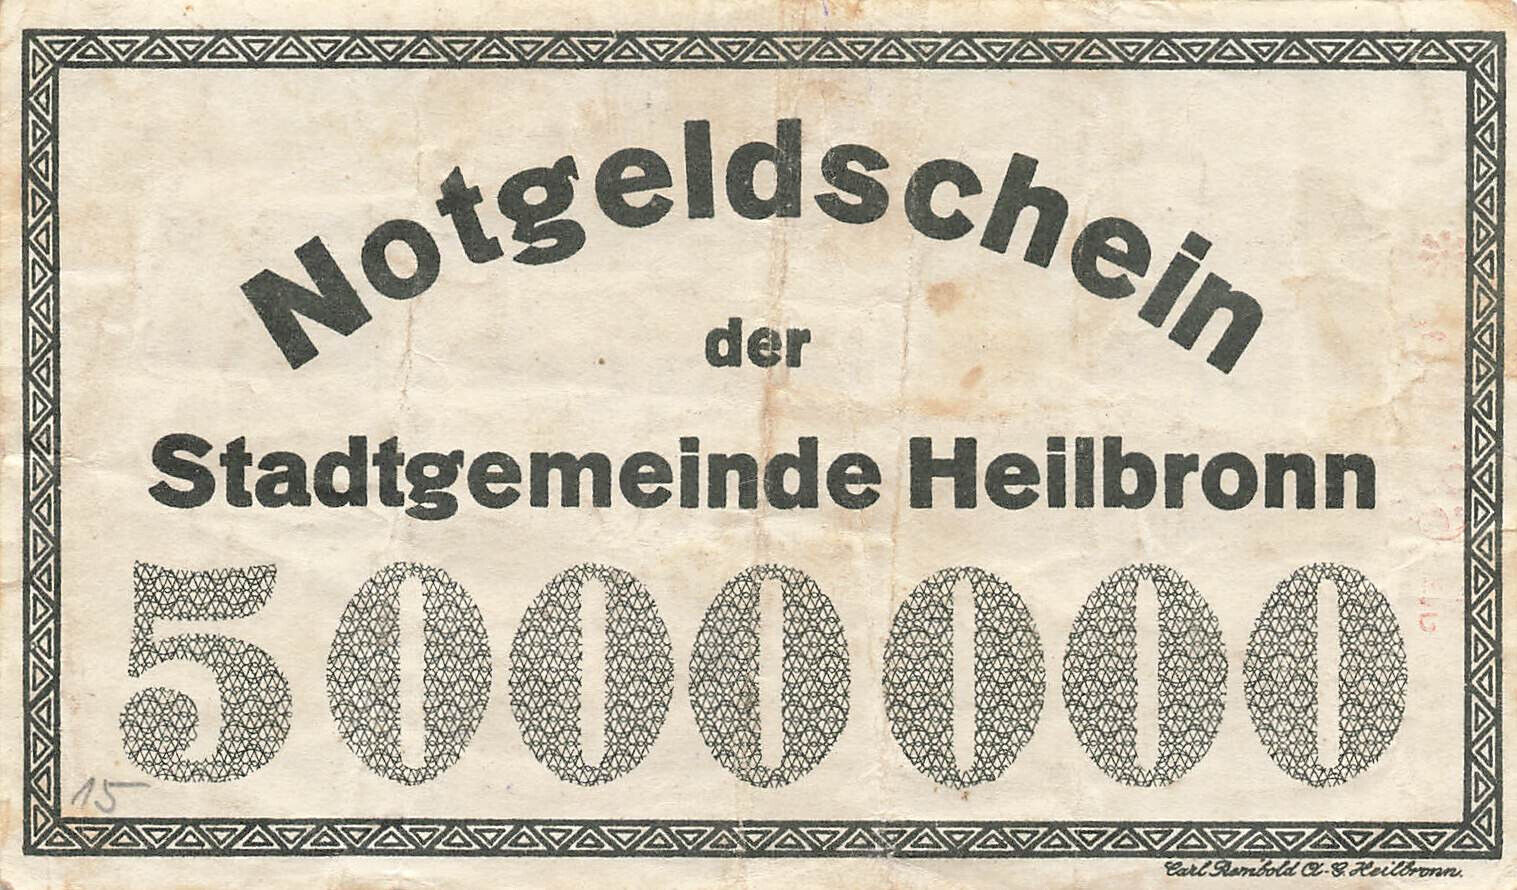 Notgeldschein
der
Stadtgemeinde Heilbronn
5000000
15
Carl Rembold A-G. Heilbronn.